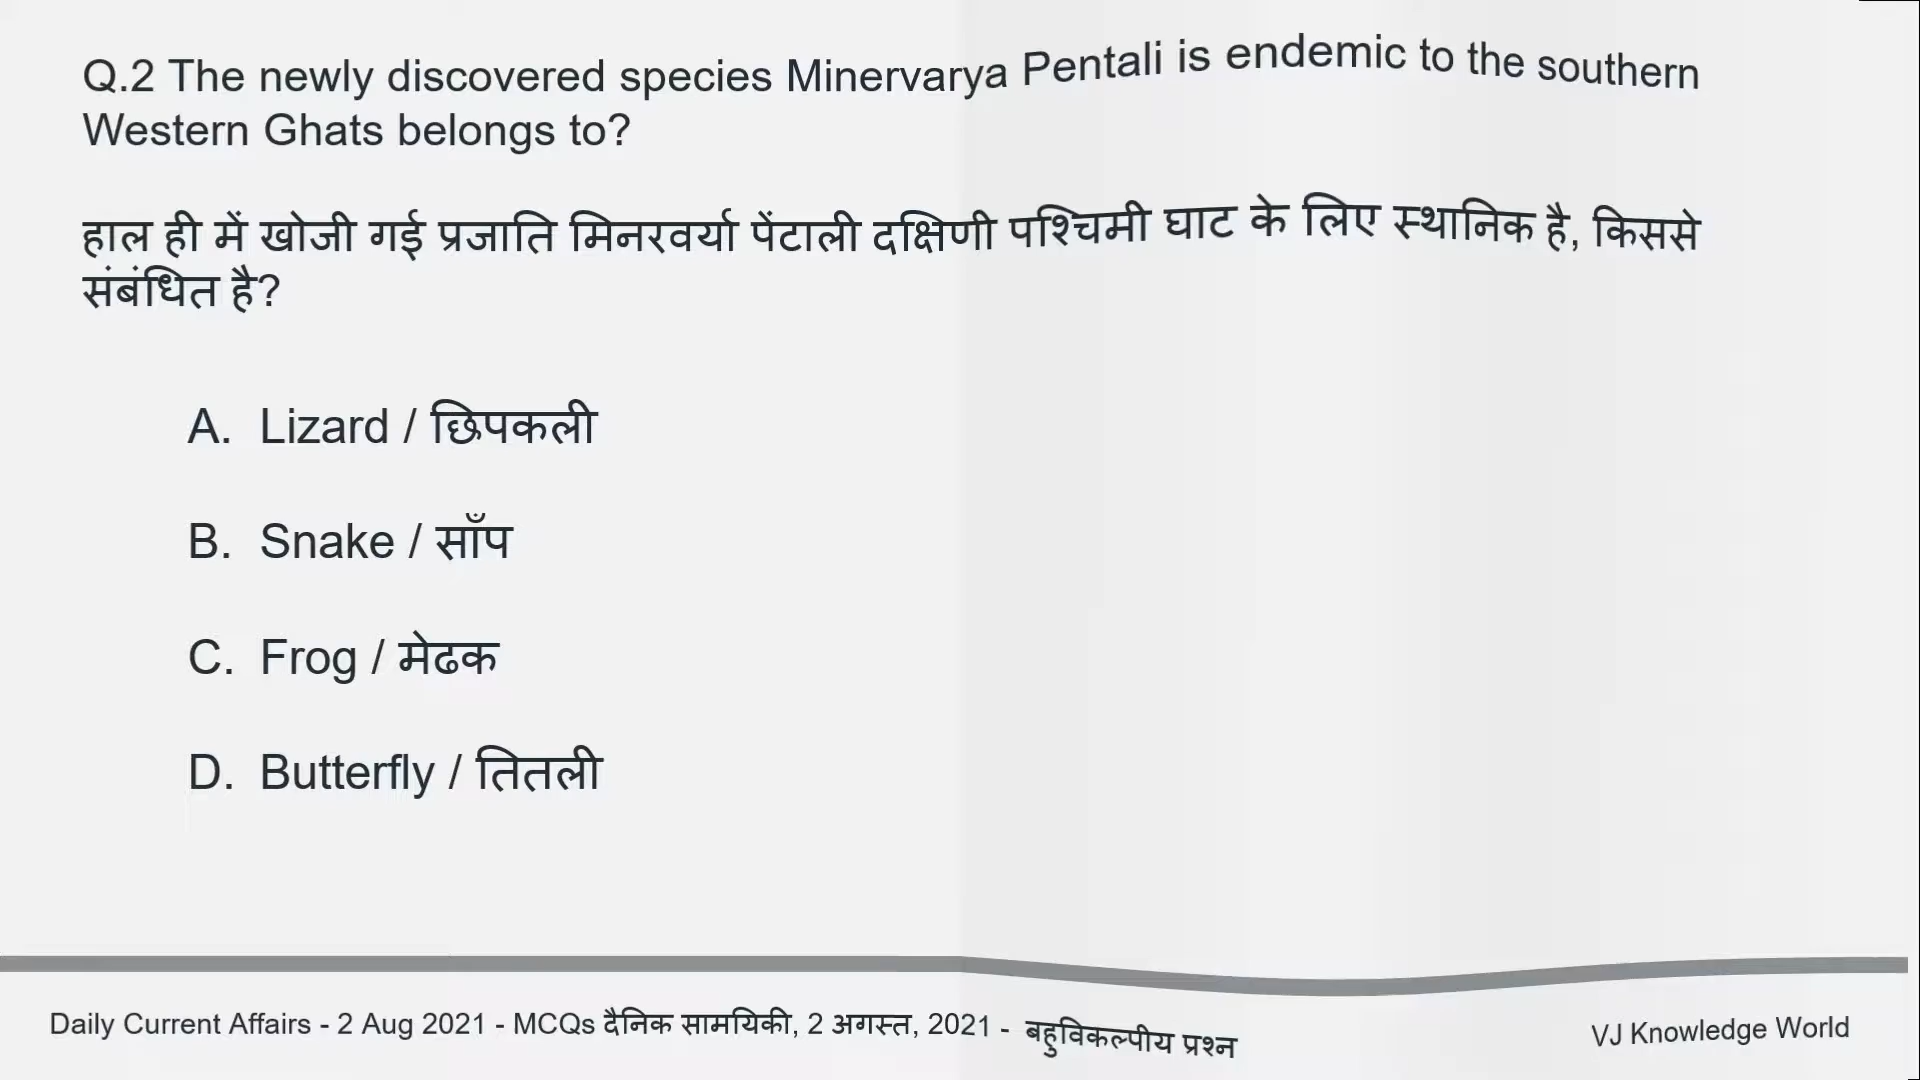 Q.2 The newly discovered species Minervarya Pentali is endemic to the southern
Western Ghats belongs to?
हाल ही में खोजी गई प्रजाति मिनरवर्या पेंटाली दक्षिणी पश्चिमी घाट के लिए स्थानिक है, किससे
संबंधित है?
A. Lizard / छिपकली
B. Snake / साँप
C. Frog / मेढक
D. Butterfly / तितली
Daily Current Affairs - 2 Aug 2021 - MCQs दैनिक सामयिकी, 2 अगस्त, 2021 - बहुविकल्पीय प्रश्न
VJ Knowledge World